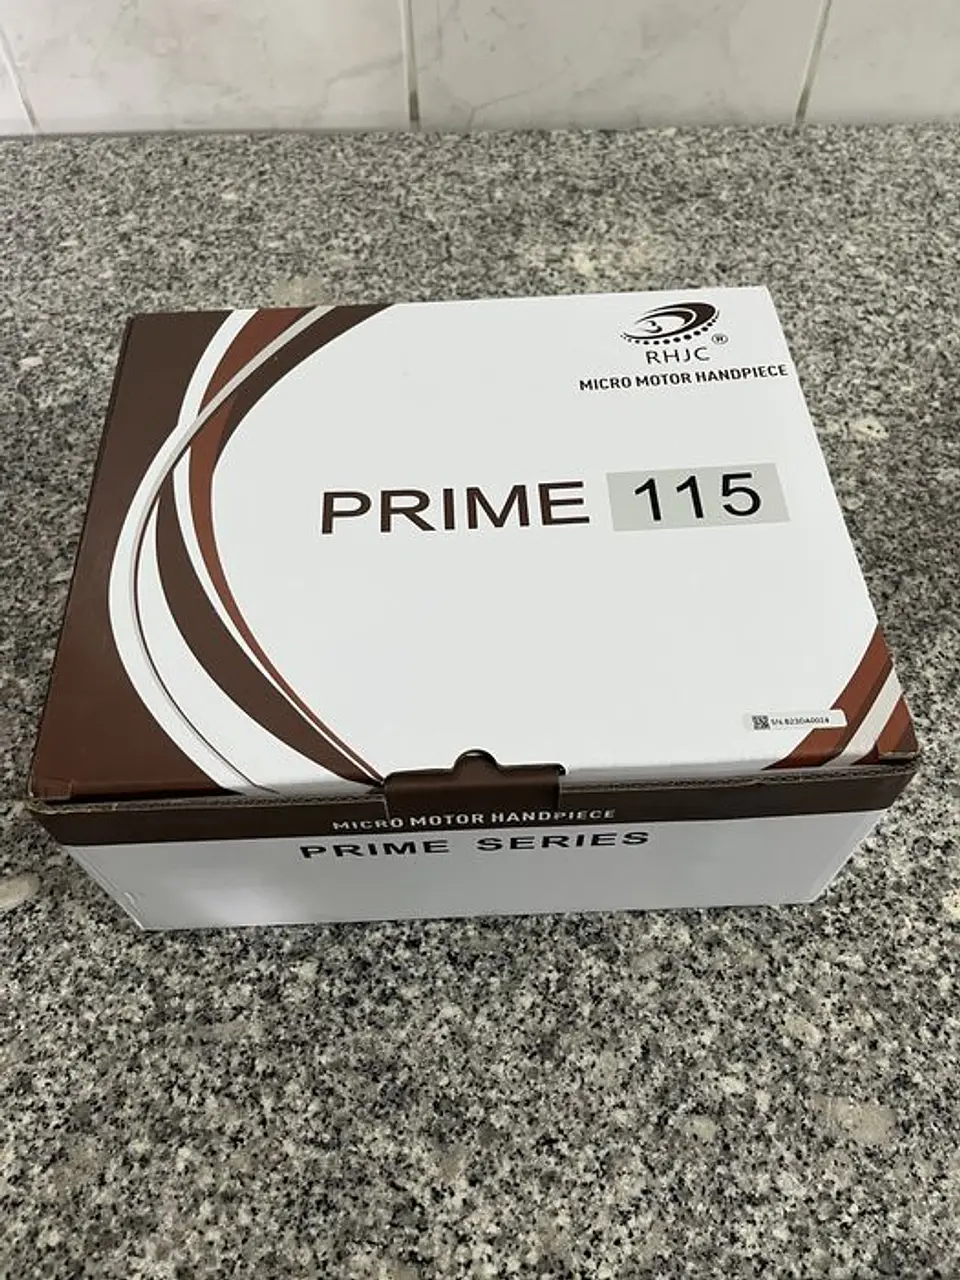 RHJC®
MICRO MOTOR HANDPIECE
PRIME 115
MICRO MOTOR HANDPIECE
PRIME SERIES